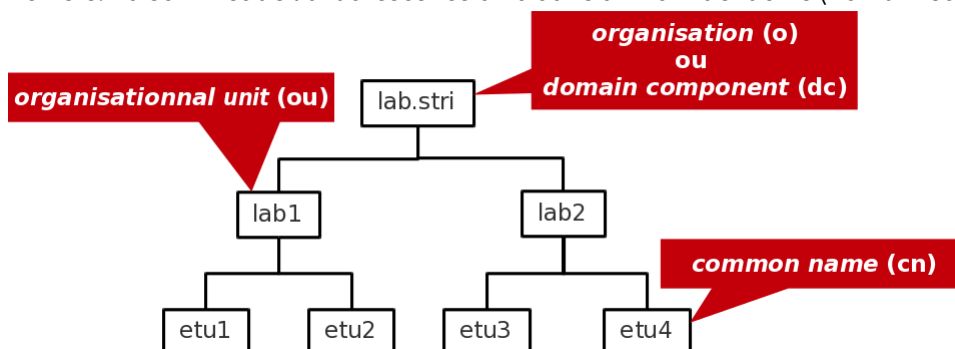 organisation (o)
ou
domain component (dc)
organisationnal unit (ou)
lab.stri
lab1
lab2
common name (cn)
etu1
etu2
etu3
etu4